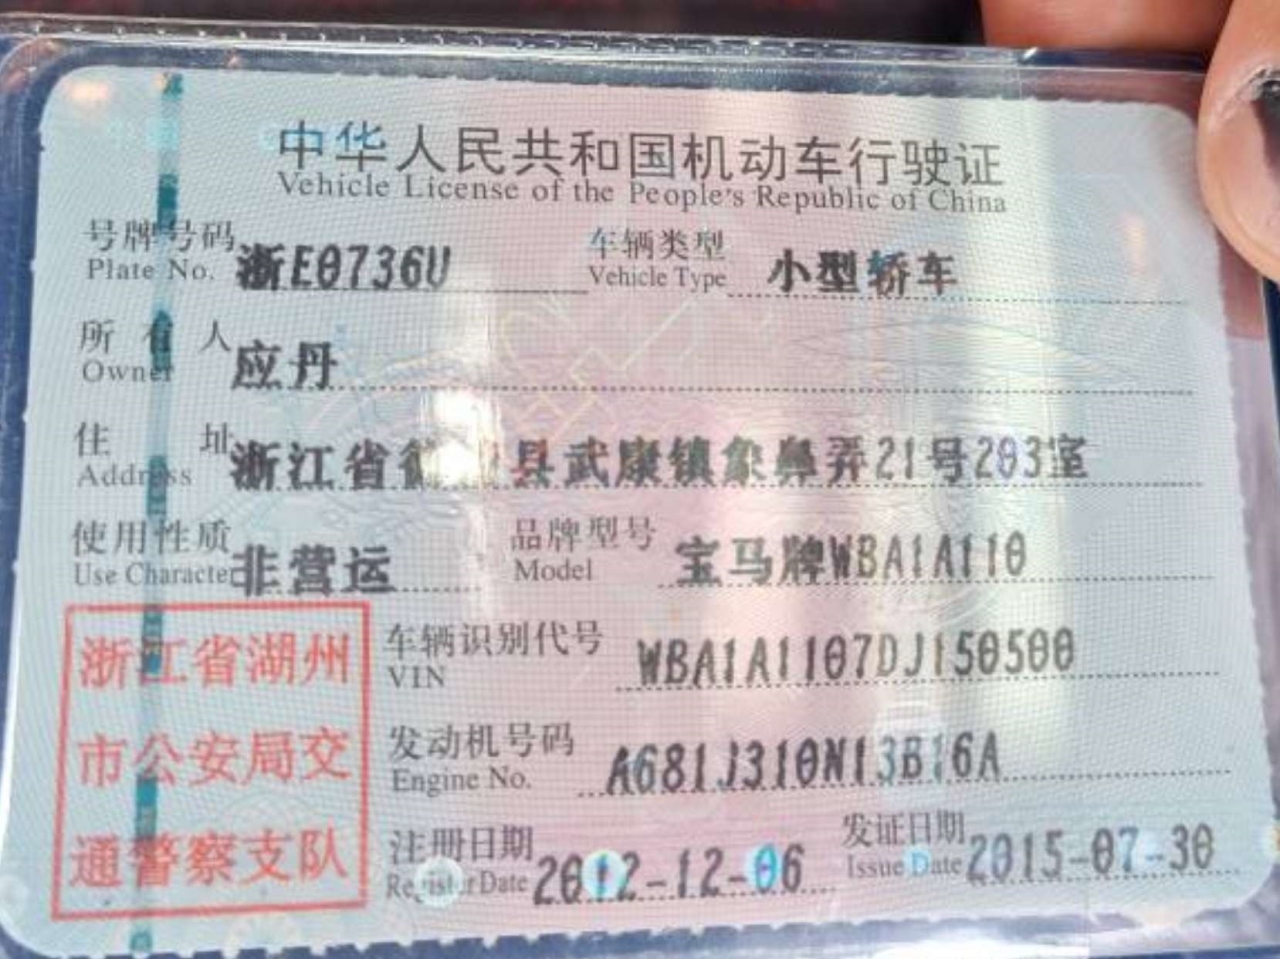 中华人民共和国机动车行驶证
Vehicle License of the People's Republic of China
号牌号码 浙E0736U 车辆类型 小型轿车
Plate No. Vehicle Type
所有人 应丹
Owner
住址 浙江省 县武康镇象鼻弄21号203室
Address
使用性质 非营运 品牌型号 宝马牌WBA1A110
Use Character Model
浙江省湖州
市公安局交
通警察支队
车辆识别代号 WBA1A1107DJ150500
VIN
发动机号码 A681J310N13B16A
Engine No.
注册日期 2012-12-06 发证日期 2015-07-30
Register Date Issue Date